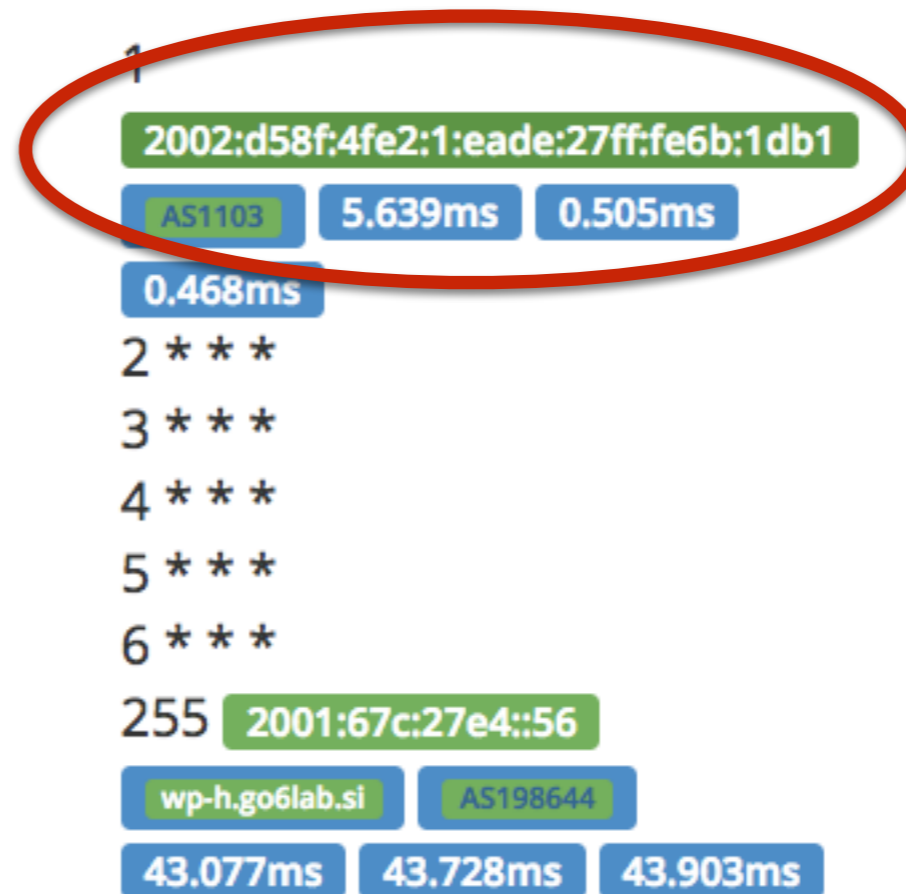 1
2002:d58f:4fe2:1:eade:27ff:fe6b:1db1
AS1103 5.639ms 0.505ms
0.468ms
2 * * *
3 * * *
4 * * *
5 * * *
6 * * *
255 2001:67c:27e4::56
wp-h.go6lab.si AS198644
43.077ms 43.728ms 43.903ms